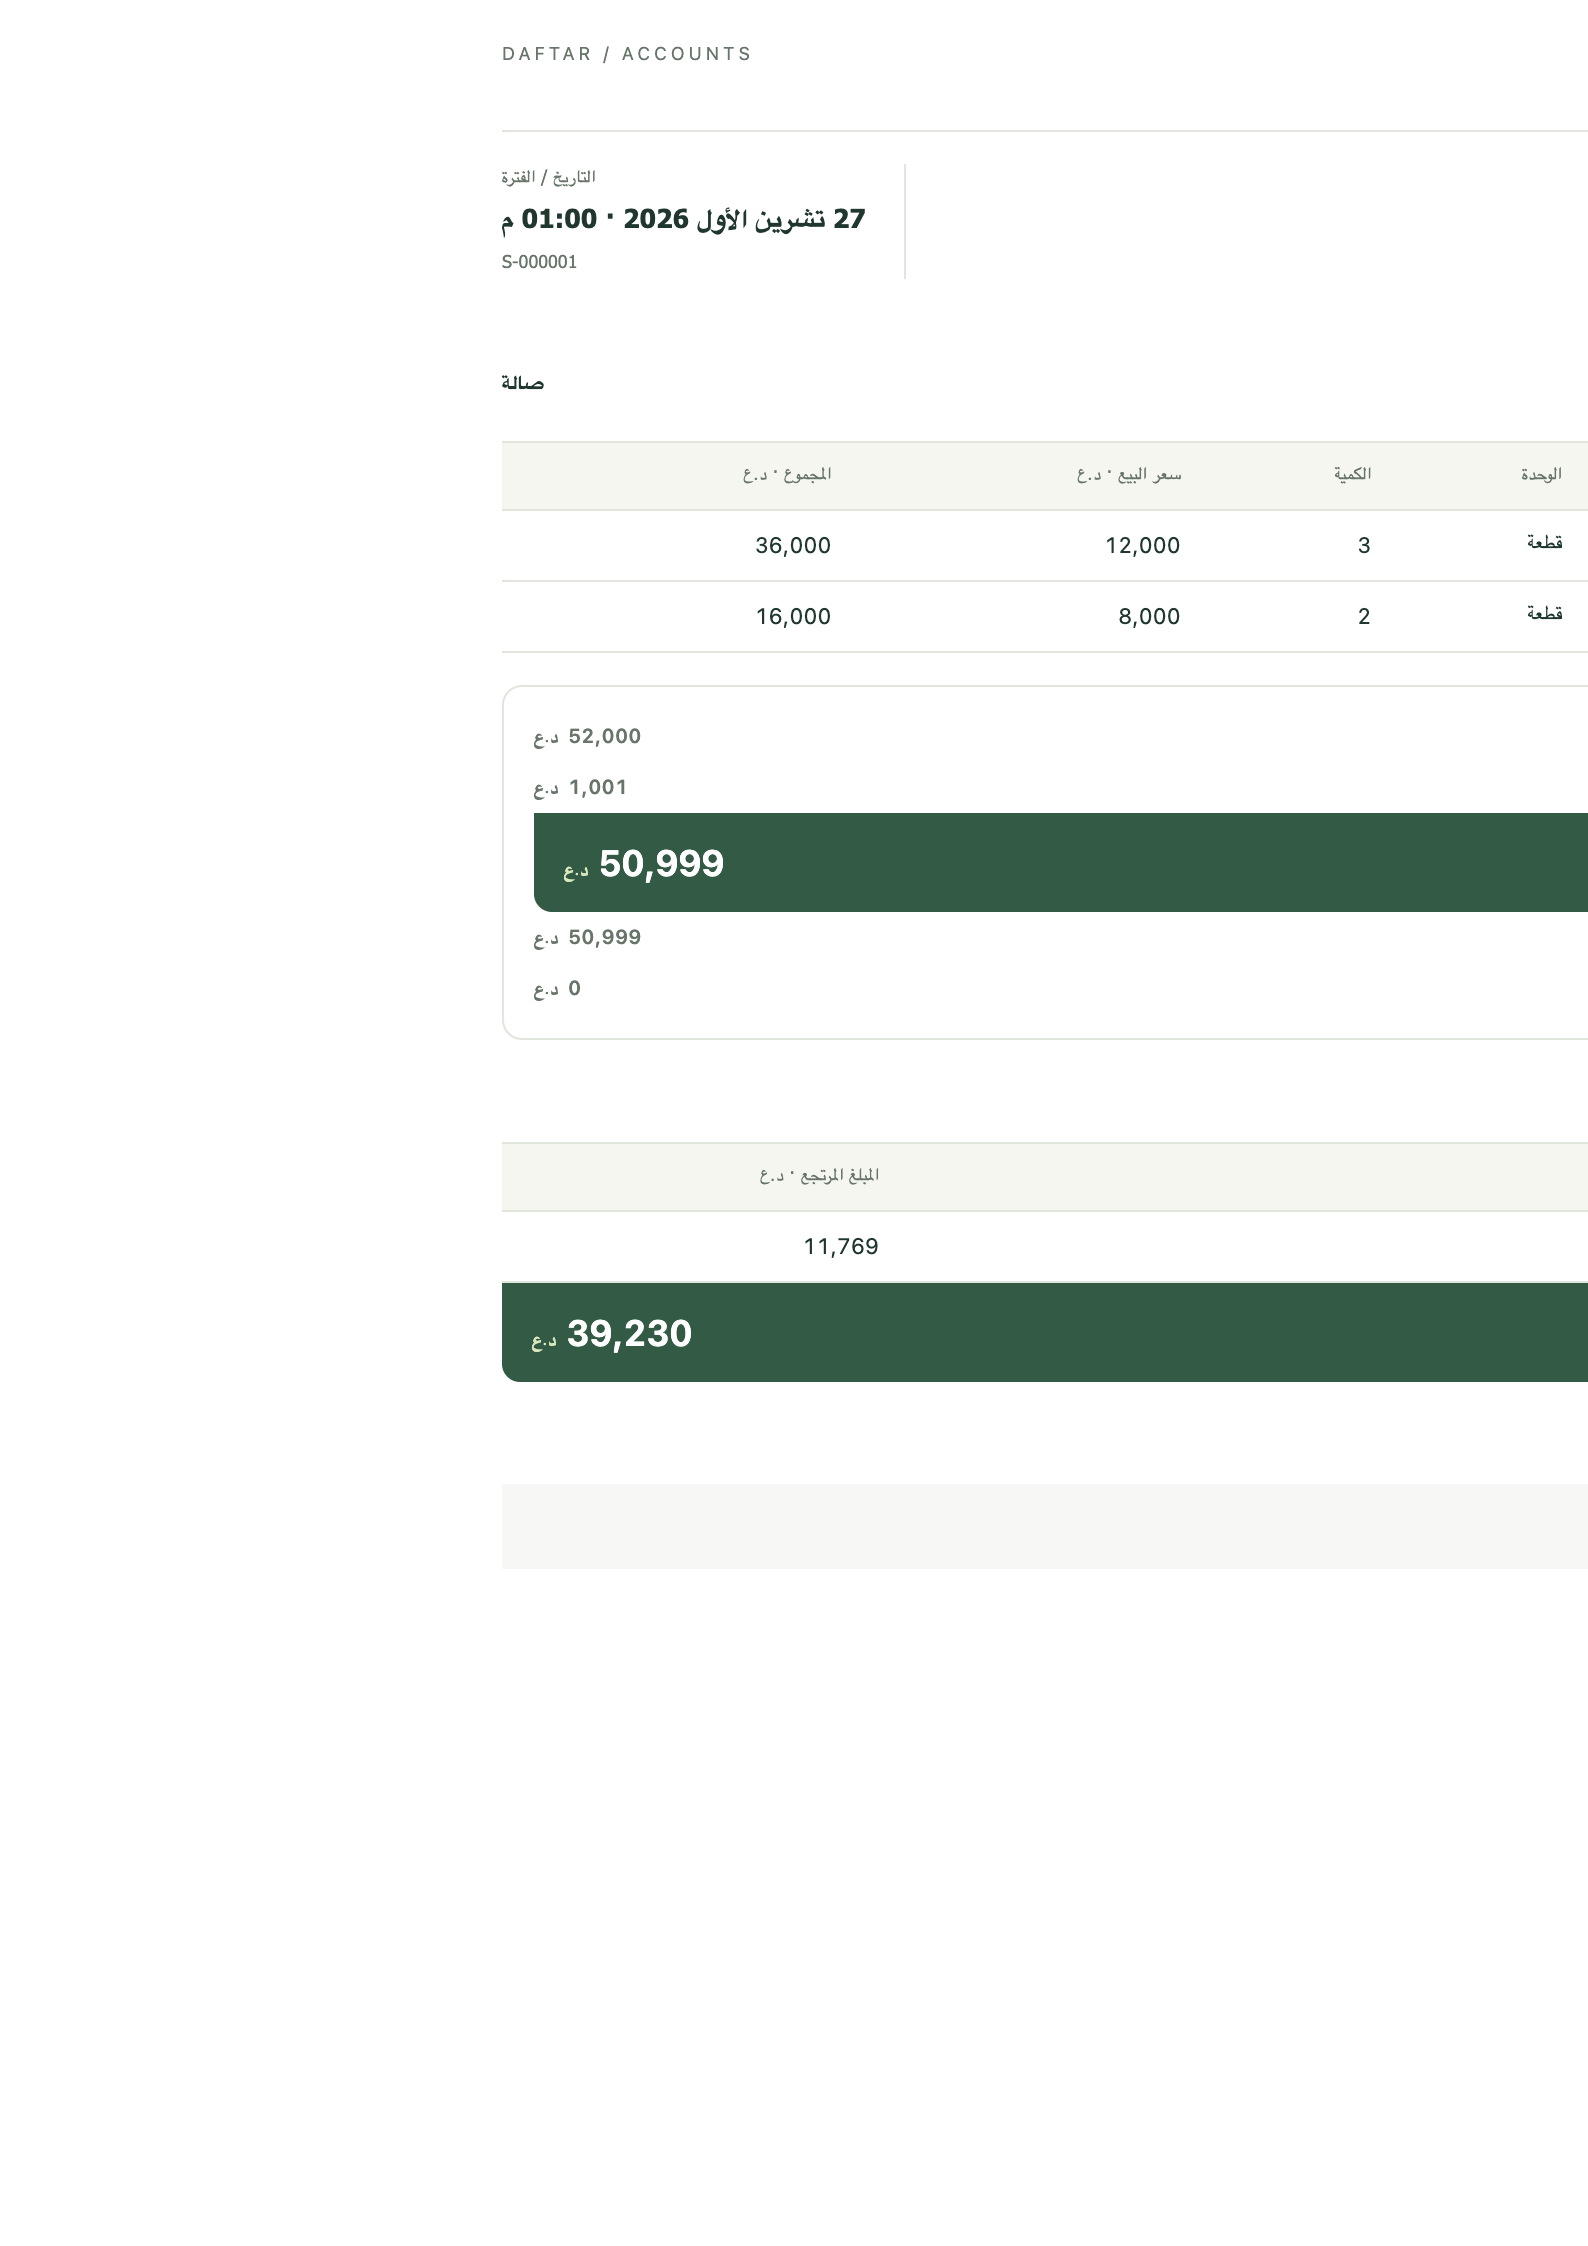 DAFTAR / ACCOUNTS
التاريخ / الفترة
27 تشرين الأول 2026 · 01:00 م
S-000001
صالة
الوحدة الكمية سعر البيع · د.ع المجموع · د.ع
قطعة 3 12,000 36,000
قطعة 2 8,000 16,000
52,000 د.ع
1,001 د.ع
50,999 د.ع
50,999 د.ع
0 د.ع
المبلغ المرتجع · د.ع
11,769
39,230 د.ع